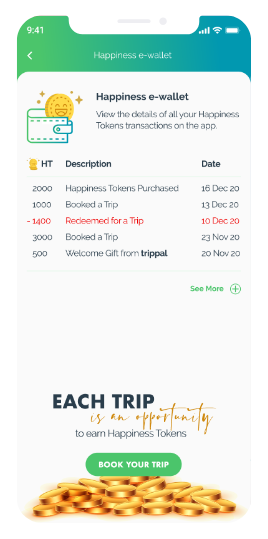 9:41
Happiness e-wallet
Happiness e-wallet
View the details of all your Happiness
Tokens transactions on the app.
HT Description Date
2000 Happiness Tokens Purchased 16 Dec 20
1000 Booked a Trip 13 Dec 20
- 1400 Redeemed for a Trip 10 Dec 20
3000 Booked a Trip 23 Nov 20
500 Welcome Gift from trippal 20 Nov 20
See More
EACH TRIP
is an opportunity
to earn Happiness Tokens
BOOK YOUR TRIP